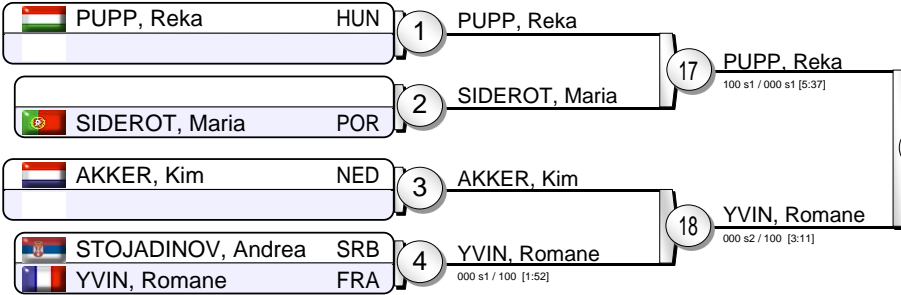 PUPP, Reka HUN
1
PUPP, Reka
SIDEROT, Maria POR
2
SIDEROT, Maria
17
PUPP, Reka
100 s1 / 000 s1 [5:37]
AKKER, Kim NED
3
AKKER, Kim
STOJADINOV, Andrea SRB
YVIN, Romane FRA
4
YVIN, Romane
000 s1 / 100 [1:52]
18
YVIN, Romane
000 s2 / 100 [3:11]